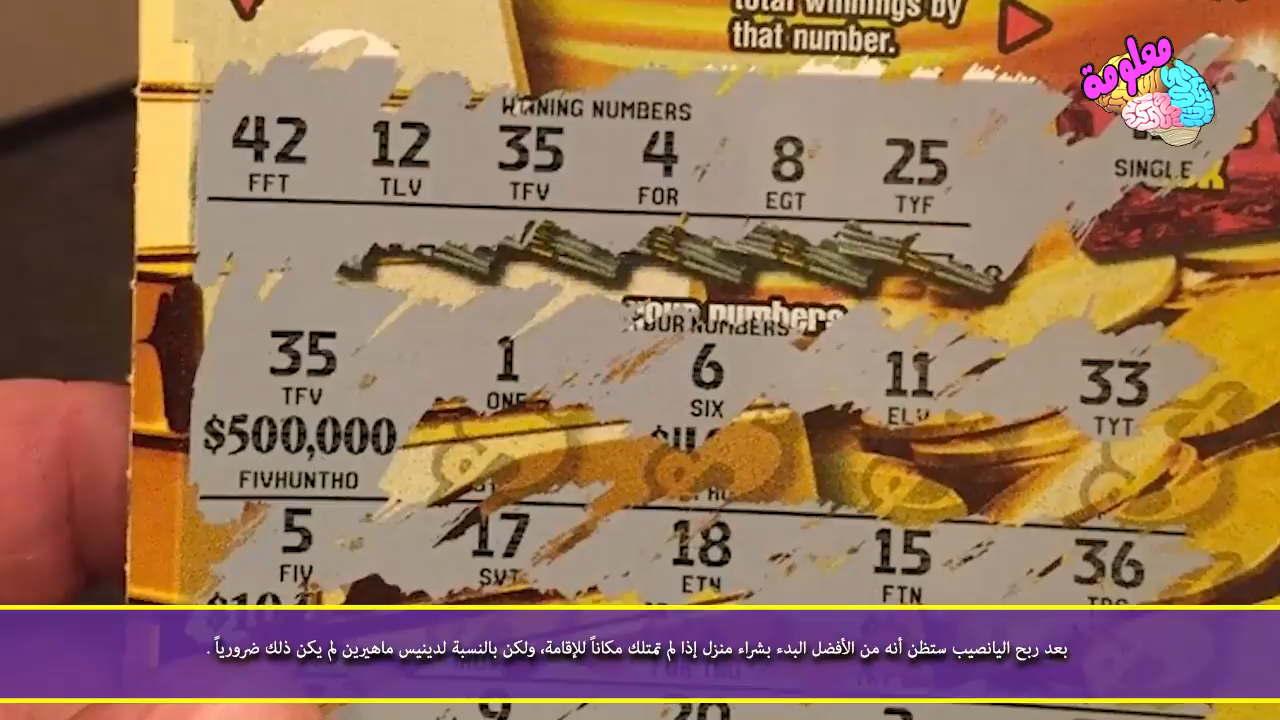 total winnings by
that number.
معلومة
WINNING NUMBERS
42 12 35 4 8 25
FFT TLV TFV FOR EGT TYF SINGLE
YOUR NUMBERS
35 1 6 11 33
TFV ONE SIX ELV TYT
$500,000
FIVHUNTHO
5 17 18 15 36
FIV SVT ETN FTN
بعد ربح اليانصيب ستظن أنه من الأفضل البدء بشراء منزل إذا لم تمتلك مكاناً للإقامة، ولكن بالنسبة لدينيس ماهيرين لم يكن ذلك ضرورياً .
20